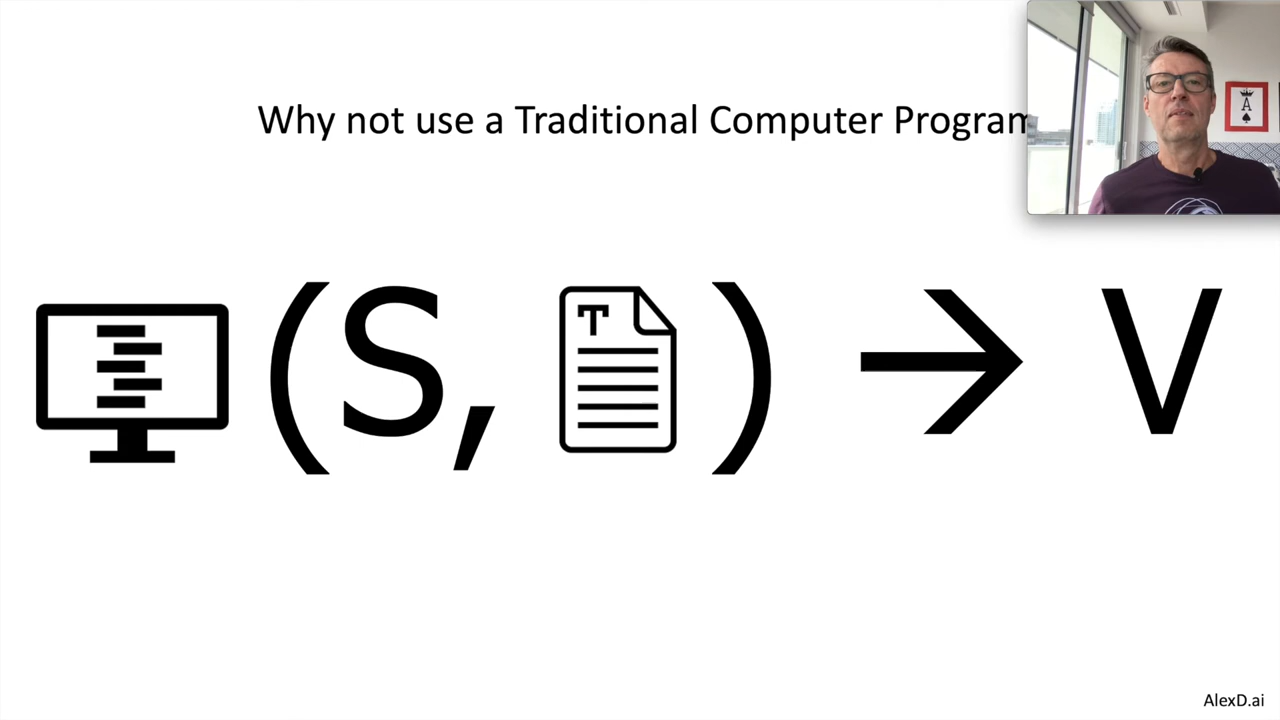 Why not use a Traditional Computer Program
A
(S, T ) → V
AlexD.ai